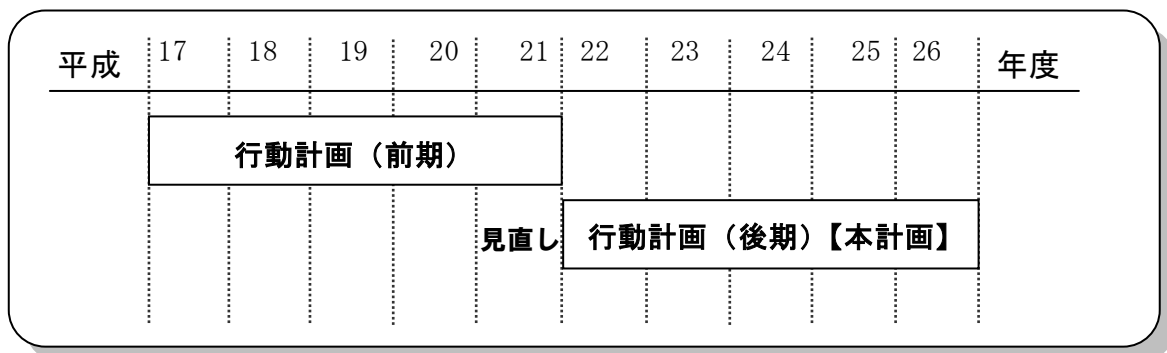 平成 17 18 19 20 21 22 23 24 25 26 年度
行動計画（前期）
見直し 行動計画（後期）【本計画】